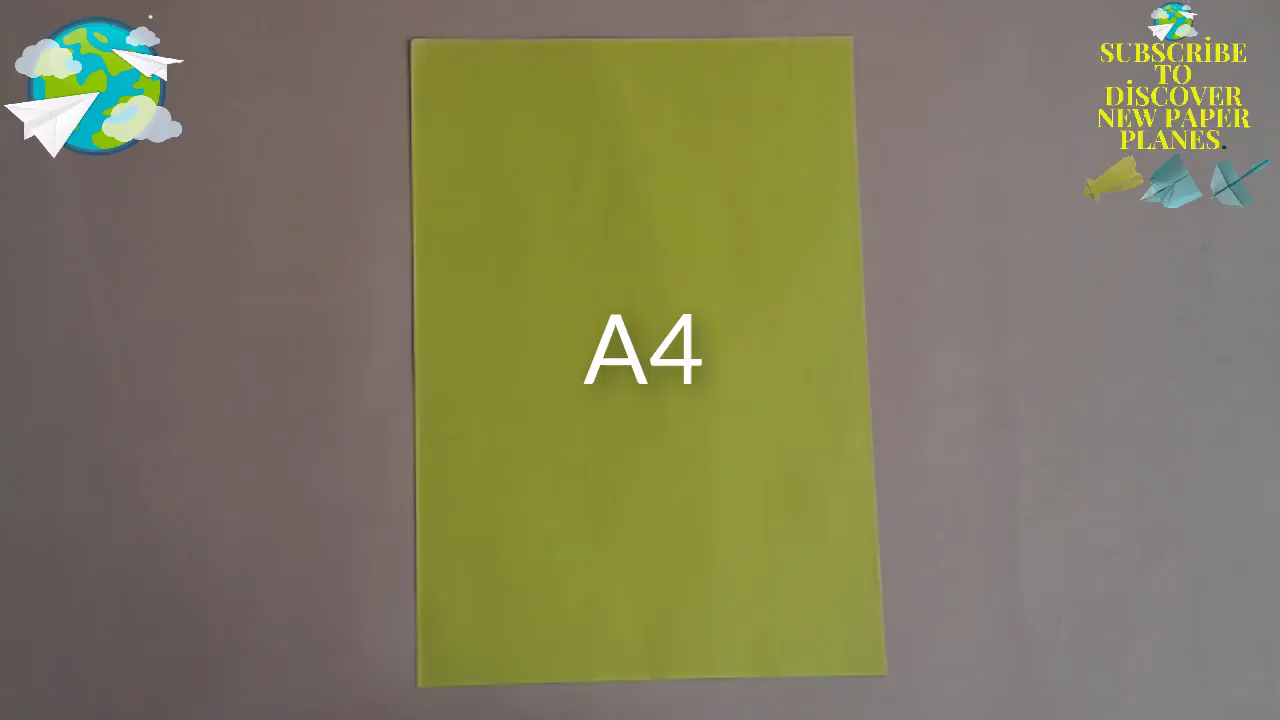 SUBSCRİBE
TO
DİSCOVER
NEW PAPER
PLANES.
A4